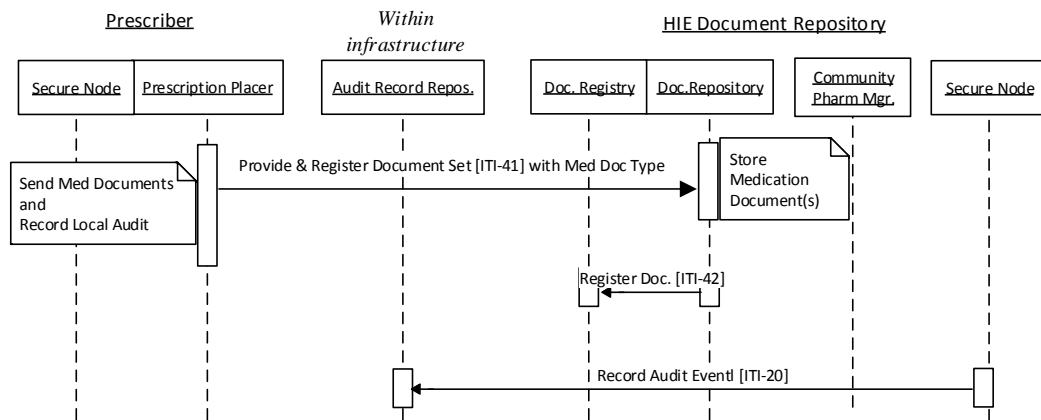 Prescriber
Within
infrastructure
HIE Document Repository
Secure Node
Prescription Placer
Audit Record Repos.
Doc. Registry
Doc.Repository
Community
Pharm Mgr.
Secure Node
Provide & Register Document Set [ITI-41] with Med Doc Type
Send Med Documents
and
Record Local Audit
Store
Medication
Document(s)
Register Doc. [ITI-42]
Record Audit Eventl [ITI-20]